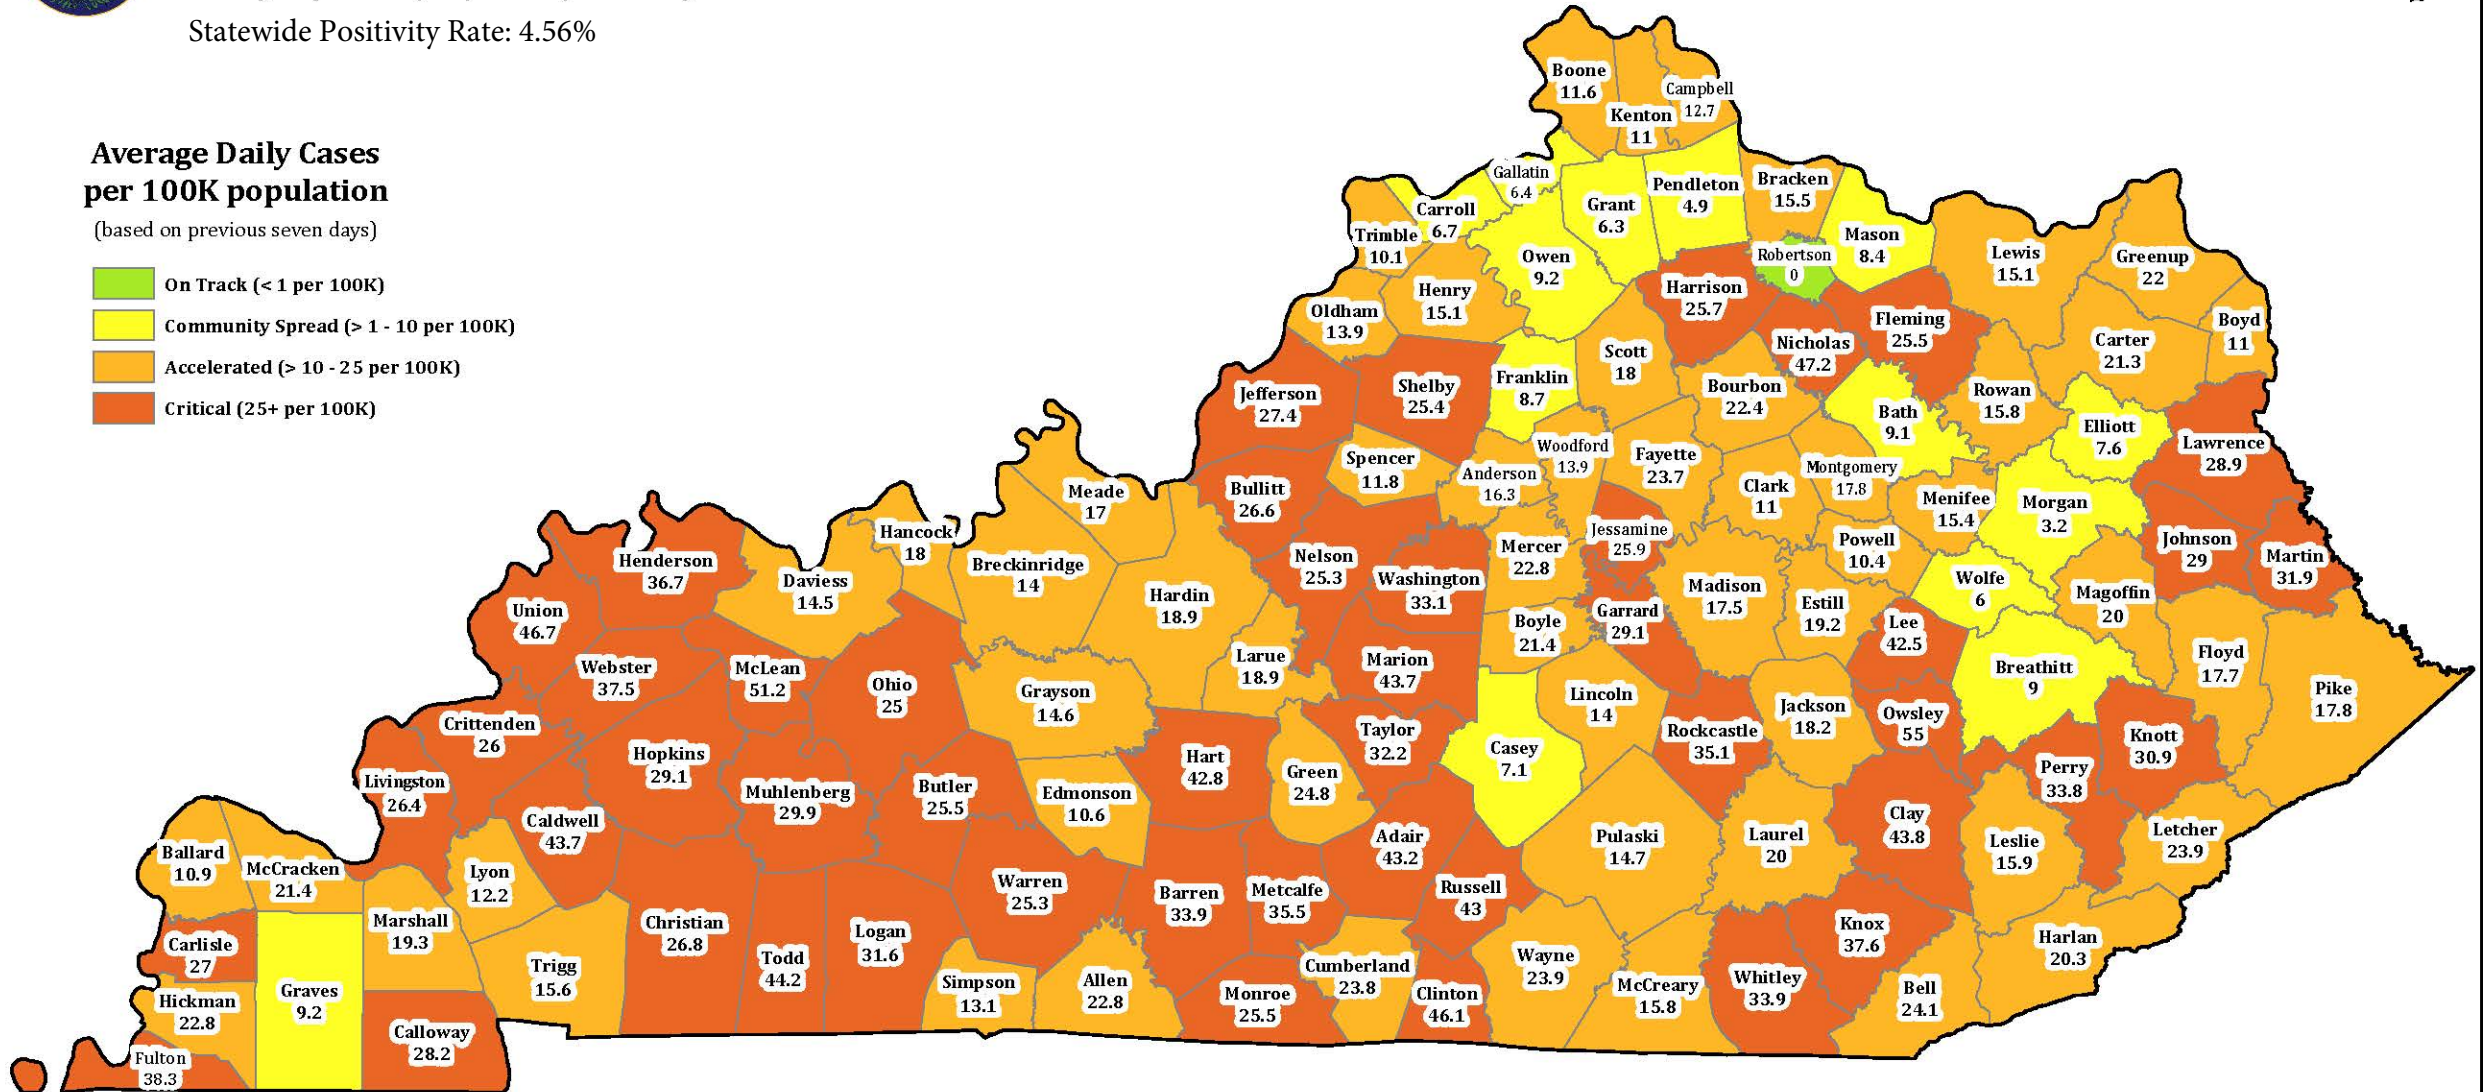 Statewide Positivity Rate: 4.56%
Average Daily Cases
per 100K population
(based on previous seven days)
On Track (< 1 per 100K)
Community Spread (> 1 - 10 per 100K)
Accelerated (> 10 - 25 per 100K)
Critical (25+ per 100K)
Boone
11.6
Campbell
12.7
Kenton
11
Gallatin
6.4
Carroll
6.7
Grant
6.3
Pendleton
4.9
Bracken
15.5
Trimble
10.1
Owen
9.2
Robertson
0
Mason
8.4
Lewis
15.1
Greenup
22
Oldham
13.9
Henry
15.1
Harrison
25.7
Nicholas
47.2
Fleming
25.5
Carter
21.3
Boyd
11
Jefferson
27.4
Shelby
25.4
Franklin
8.7
Scott
18
Bourbon
22.4
Bath
9.1
Rowan
15.8
Elliott
7.6
Lawrence
28.9
Bullitt
26.6
Spencer
11.8
Anderson
16.3
Woodford
13.9
Fayette
23.7
Clark
11
Montgomery
17.8
Menifee
15.4
Morgan
3.2
Johnson
29
Martin
31.9
Meade
17
Hancock
18
Breckinridge
14
Hardin
18.9
Nelson
25.3
Washington
33.1
Mercer
22.8
Jessamine
25.9
Madison
17.5
Powell
10.4
Estill
19.2
Wolfe
6
Magoffin
20
Henderson
36.7
Daviess
14.5
Union
46.7
Webster
37.5
McLean
51.2
Ohio
25
Grayson
14.6
Larue
18.9
Marion
43.7
Boyle
21.4
Garrard
29.1
Lee
42.5
Breathitt
9
Floyd
17.7
Pike
17.8
Crittenden
26
Hopkins
29.1
Muhlenberg
29.9
Butler
25.5
Edmonson
10.6
Hart
42.8
Green
24.8
Taylor
32.2
Casey
7.1
Lincoln
14
Rockcastle
35.1
Jackson
18.2
Owsley
55
Perry
33.8
Knott
30.9
Livingston
26.4
Caldwell
43.7
Lyon
12.2
Ballard
10.9
McCracken
21.4
Marshall
19.3
Carlisle
27
Hickman
22.8
Graves
9.2
Calloway
28.2
Fulton
38.3
Trigg
15.6
Christian
26.8
Todd
44.2
Logan
31.6
Warren
25.3
Simpson
13.1
Allen
22.8
Barren
33.9
Metcalfe
35.5
Monroe
25.5
Adair
43.2
Russell
43
Cumberland
23.8
Clinton
46.1
Wayne
23.9
Pulaski
14.7
McCreary
15.8
Laurel
20
Whitley
33.9
Knox
37.6
Clay
43.8
Leslie
15.9
Letcher
23.9
Harlan
20.3
Bell
24.1